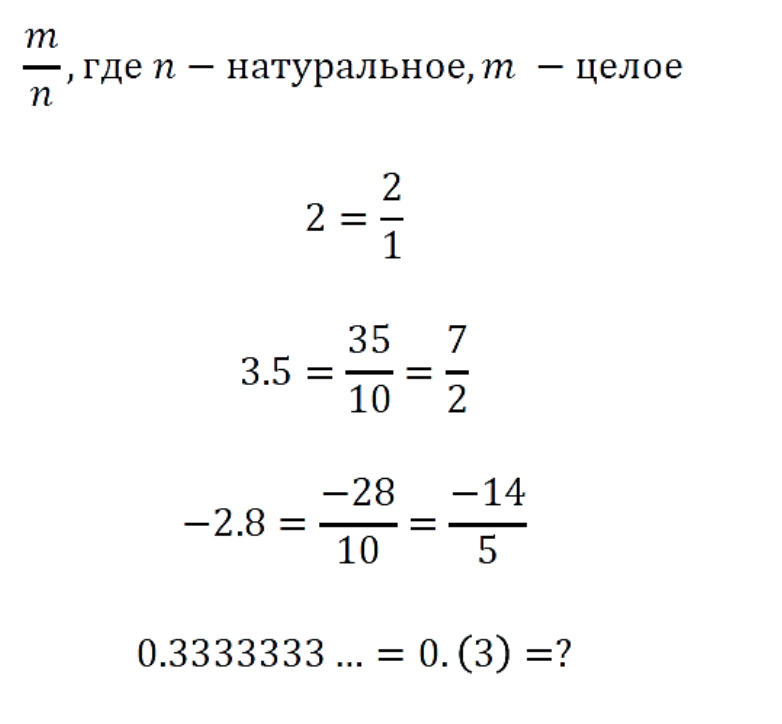 m/n, где n − натуральное, m − целое
2 = 2/1
3.5 = 35/10 = 7/2
−2.8 = −28/10 = −14/5
0.3333333 ... = 0. (3) =?